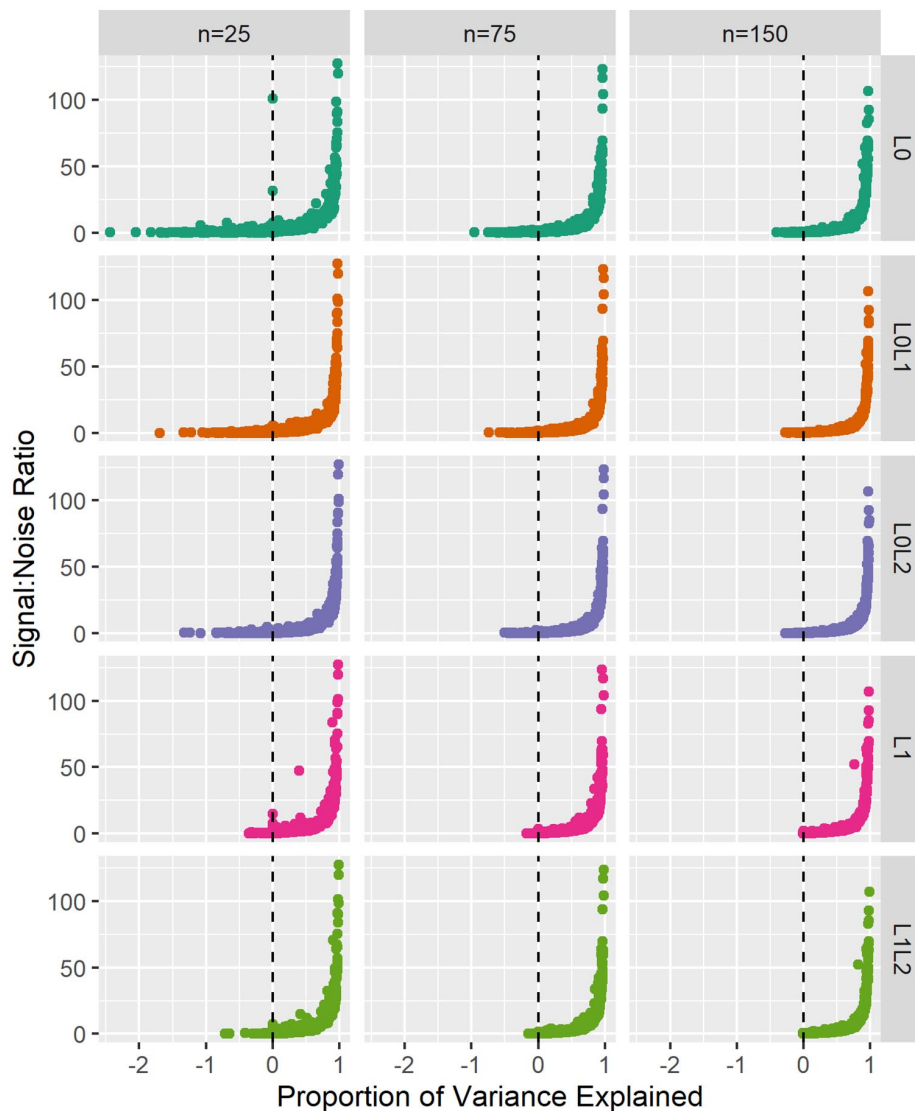 n=25 n=75 n=150
100
50
0
L0
100
50
0
L0L1
Signal:Noise Ratio
100
50
0
L0L2
100
50
0
L1
100
50
0
L1L2
-2 -1 0 1 -2 -1 0 1 -2 -1 0 1
Proportion of Variance Explained